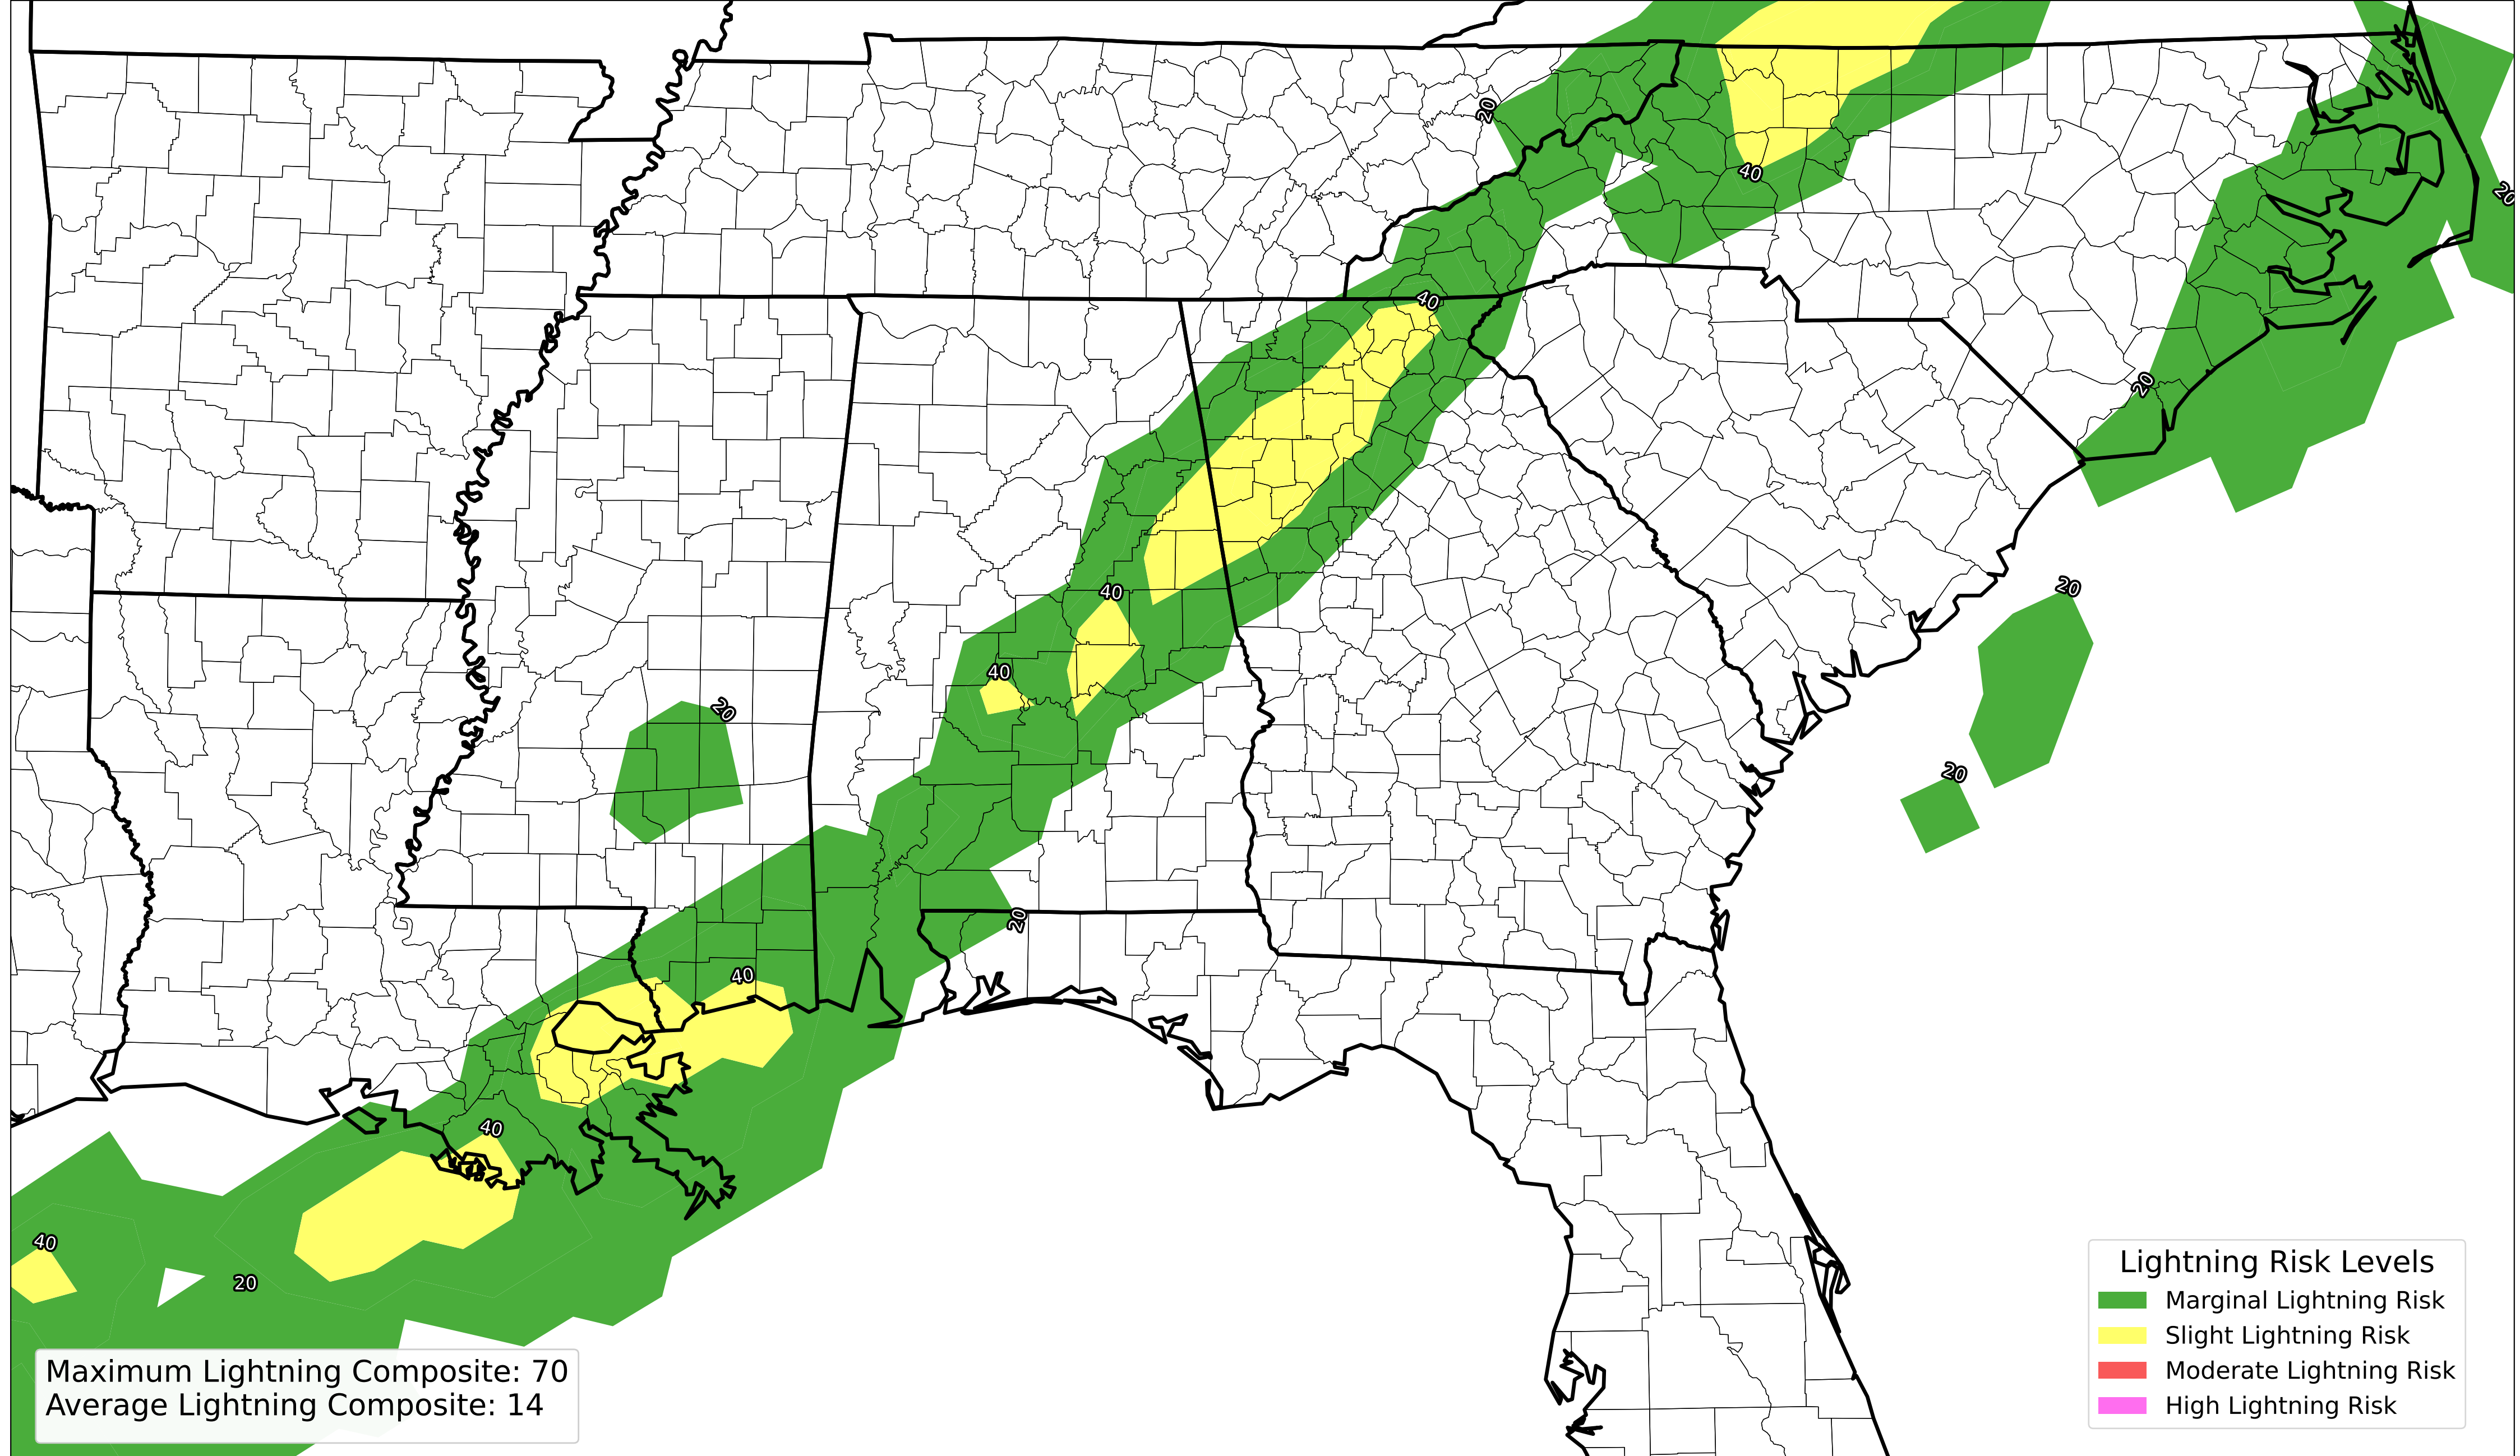 20
40
20
40
20
40
20
40
20
20
20
40
40
40
20
Lightning Risk Levels
Marginal Lightning Risk
Slight Lightning Risk
Moderate Lightning Risk
High Lightning Risk
Maximum Lightning Composite: 70
Average Lightning Composite: 14